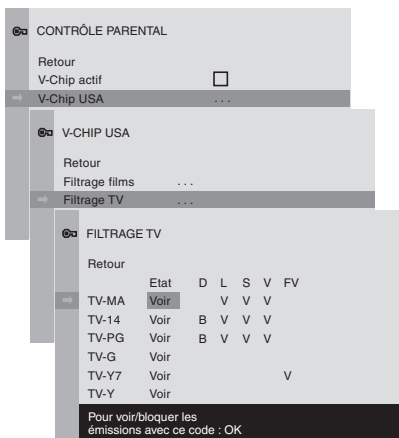 CONTRÔLE PARENTAL
Retour
V-Chip actif
V-Chip USA ...
V-CHIP USA
Retour
Filtrage films ...
Filtrage TV ...
FILTRAGE TV
Retour
Etat D L S V FV
TV-MA Voir V V V
TV-14 Voir B V V V
TV-PG Voir B V V V
TV-G Voir
TV-Y7 Voir V
TV-Y Voir
Pour voir/bloquer les
émissions avec ce code : OK